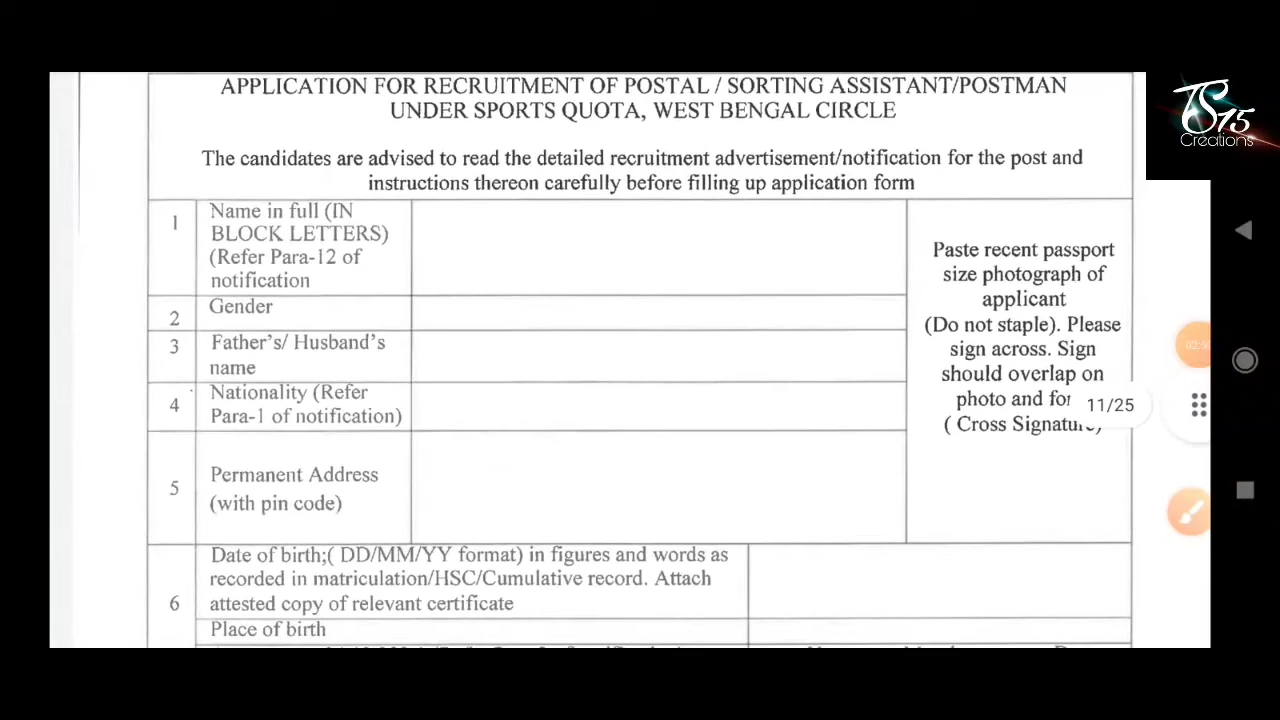 APPLICATION FOR RECRUITMENT OF POSTAL / SORTING ASSISTANT/POSTMAN
UNDER SPORTS QUOTA, WEST BENGAL CIRCLE
The candidates are advised to read the detailed recruitment advertisement/notification for the post and
instructions thereon carefully before filling up application form
1
Name in full (IN
BLOCK LETTERS)
(Refer Para-12 of
notification
2
Gender
3
Father's/ Husband's
name
4
Nationality (Refer
Para-1 of notification)
5
Permanent Address
(with pin code)
Paste recent passport
size photograph of
applicant
(Do not staple). Please
sign across. Sign
should overlap on
photo and
( Cross Signature)
6
Date of birth;( DD/MM/YY format) in figures and words as
recorded in matriculation/HSC/Cumulative record. Attach
attested copy of relevant certificate
Place of birth
11/25
TS75
Creations